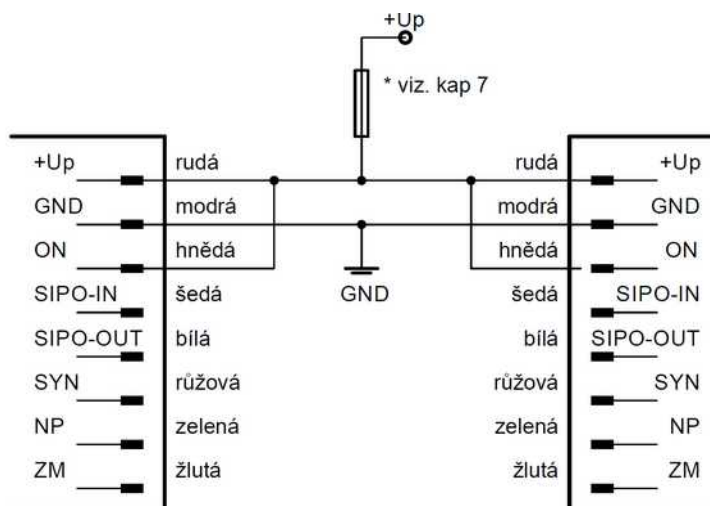 +Up
* viz. kap 7
+Up rudá rudá +Up
GND modrá modrá GND
ON hnědá hnědá ON
GND
SIPO-IN šedá šedá SIPO-IN
SIPO-OUT bílá bílá SIPO-OUT
SYN růžová růžová SYN
NP zelená zelená NP
ZM žlutá žlutá ZM